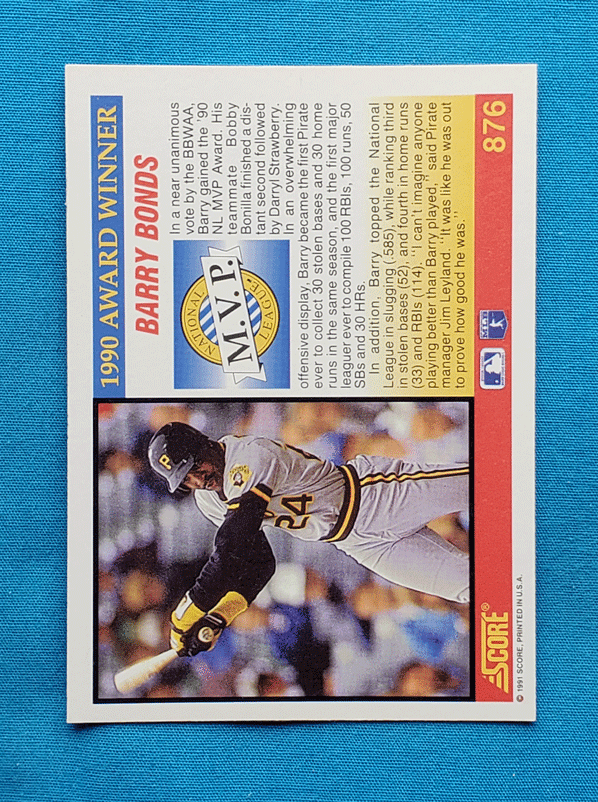 1990 AWARD WINNER
BARRY BONDS
NATIONAL
M.V.P.
LEAGUE
In a near unanimous
vote by the BBWAA,
Barry gained the '90
NL MVP Award. His
teammate Bobby
Bonilla finished a dis-
tant second followed
by Darryl Strawberry.
In an overwhelming
offensive display, Barry became the first Pirate
ever to collect 30 stolen bases and 30 home
runs in the same season, and the first major
leaguer ever to compile 100 RBIs, 100 runs, 50
SBs and 30 HRs.
In addition, Barry topped the National
League in slugging (.585), while ranking third
in stolen bases (52), and fourth in home runs
(33) and RBIs (114). "I can't imagine anyone
playing better than Barry played," said Pirate
manager Jim Leyland. "It was like he was out
to prove how good he was."
P
24
SCORE®
876
© 1991 SCORE, PRINTED IN U.S.A.